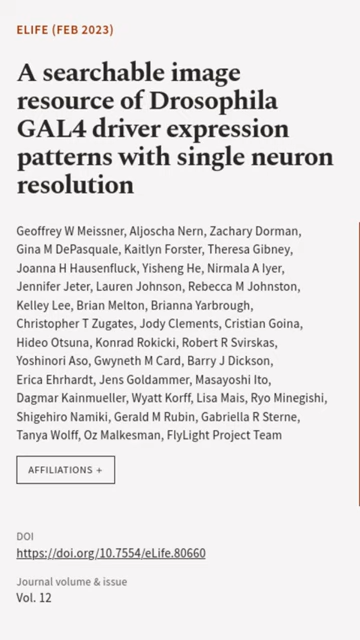 ELIFE (FEB 2023)
A searchable image
resource of Drosophila
GAL4 driver expression
patterns with single neuron
resolution
Geoffrey W Meissner, Aljoscha Nern, Zachary Dorman,
Gina M DePasquale, Kaitlyn Forster, Theresa Gibney,
Joanna H Hausenfluck, Yisheng He, Nirmala A Iyer,
Jennifer Jeter, Lauren Johnson, Rebecca M Johnston,
Kelley Lee, Brian Melton, Brianna Yarbrough,
Christopher T Zugates, Jody Clements, Cristian Goina,
Hideo Otsuna, Konrad Rokicki, Robert R Svirskas,
Yoshinori Aso, Gwyneth M Card, Barry J Dickson,
Erica Ehrhardt, Jens Goldammer, Masayoshi Ito,
Dagmar Kainmueller, Wyatt Korff, Lisa Mais, Ryo Minegishi,
Shigehiro Namiki, Gerald M Rubin, Gabriella R Sterne,
Tanya Wolff, Oz Malkesman, FlyLight Project Team
AFFILIATIONS +
DOI
https://doi.org/10.7554/eLife.80660
Journal volume & issue
Vol. 12